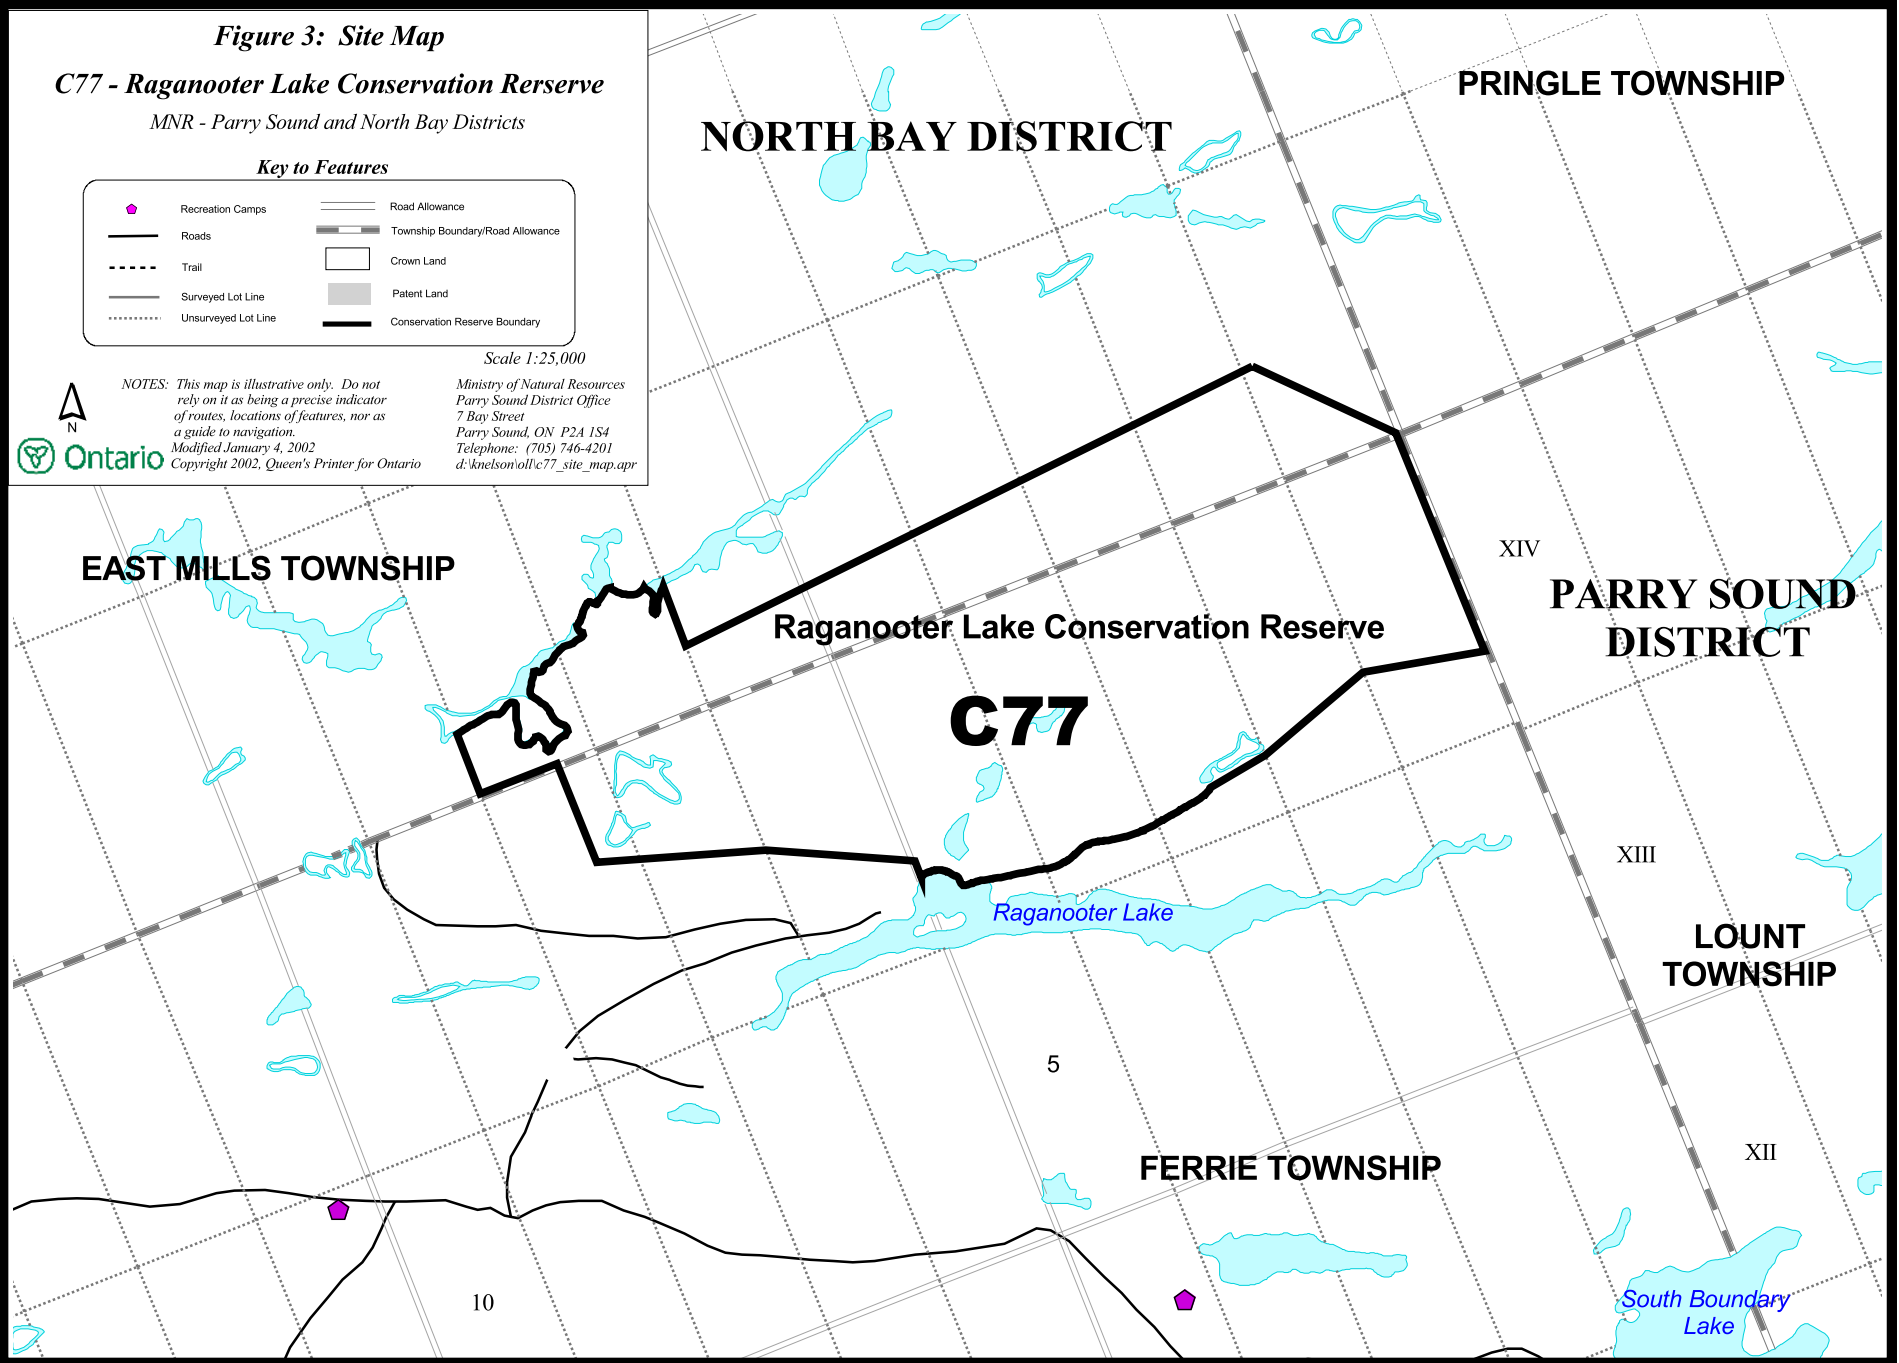 Figure 3:  Site Map
C77 - Raganooter Lake Conservation Rerserve
MNR - Parry Sound and North Bay Districts
Key to Features
Recreation Camps
Roads
Trail
Surveyed Lot Line
Unsurveyed Lot Line
Road Allowance
Township Boundary/Road Allowance
Crown Land
Patent Land
Conservation Reserve Boundary
Scale 1:25,000
NOTES:  This map is illustrative only.  Do not
rely on it as being a precise indicator
of routes, locations of features, nor as
a guide to navigation.
Modified January 4, 2002
Copyright 2002, Queen's Printer for Ontario
Ministry of Natural Resources
Parry Sound District Office
7 Bay Street
Parry Sound, ON  P2A 1S4
Telephone:  (705) 746-4201
d:\knelson\oll\c77_site_map.apr
N
Ontario
PRINGLE TOWNSHIP
NORTH BAY DISTRICT
EAST MILLS TOWNSHIP
XIV
PARRY SOUND
DISTRICT
Raganooter Lake Conservation Reserve
C77
XIII
Raganooter Lake
LOUNT
TOWNSHIP
5
XII
FERRIE TOWNSHIP
10
South Boundary
Lake